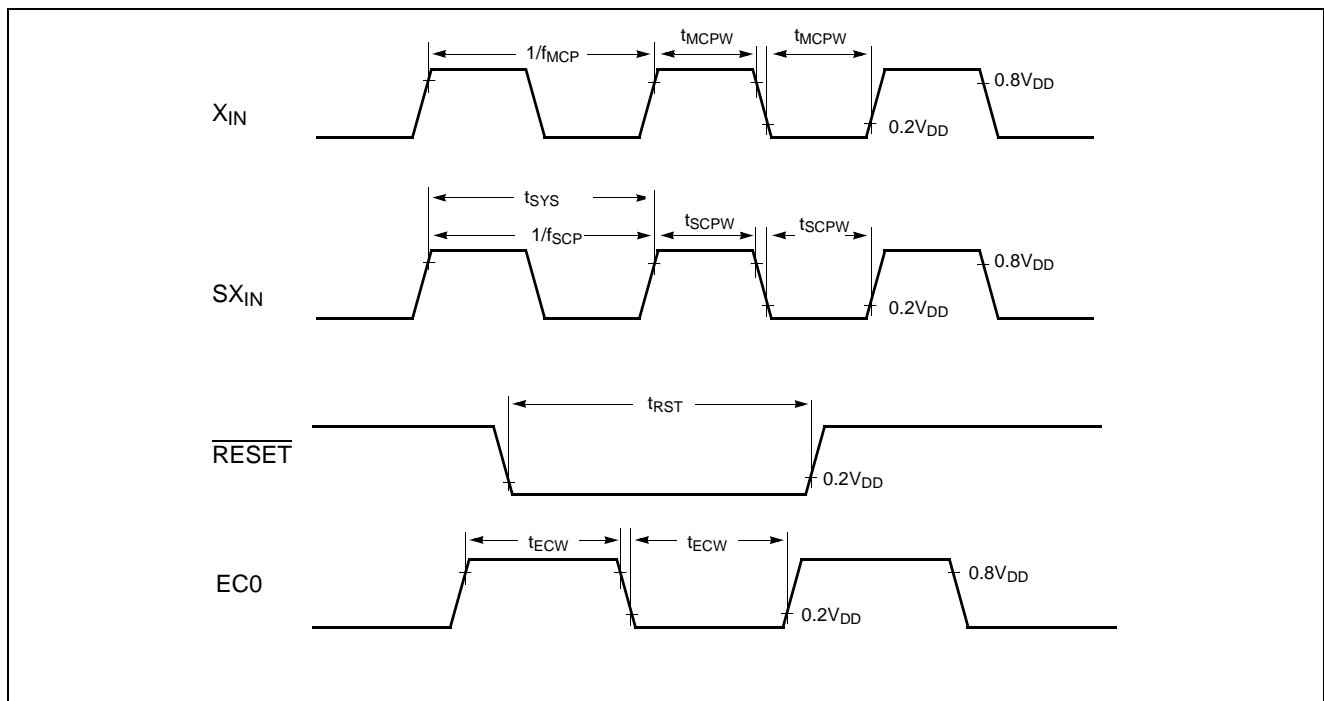 1/fMCP
tMCPW
tMCPW
XIN
0.8VDD
0.2VDD
tSYS
1/fSCP
tSCPW
tSCPW
SXIN
0.8VDD
0.2VDD
tRST
RESET
0.2VDD
tECW
tECW
EC0
0.8VDD
0.2VDD